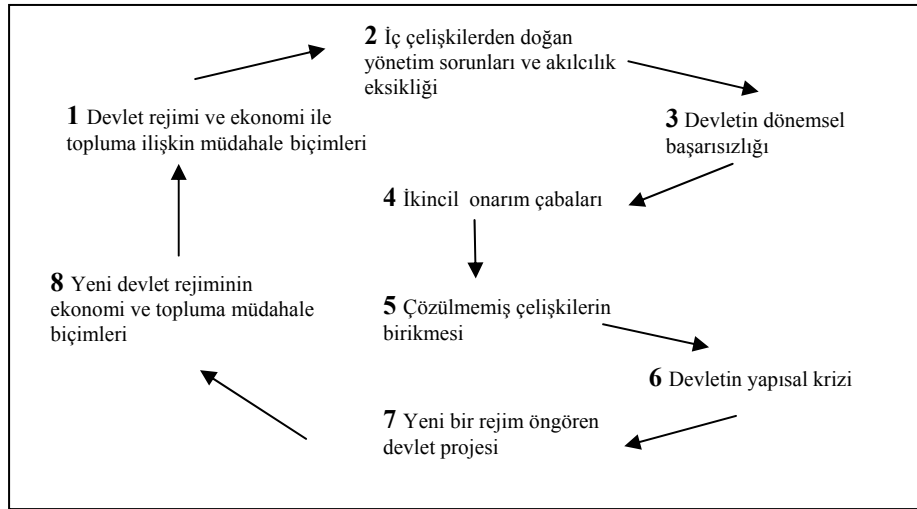 1 Devlet rejimi ve ekonomi ile
topluma ilişkin müdahale biçimleri
2 İç çelişkilerden doğan
yönetim sorunları ve akılcılık
eksikliği
3 Devletin dönemsel
başarısızlığı
4 İkincil onarım çabaları
5 Çözülmemiş çelişkilerin
birikmesi
6 Devletin yapısal krizi
7 Yeni bir rejim öngören
devlet projesi
8 Yeni devlet rejiminin
ekonomi ve topluma müdahale
biçimleri